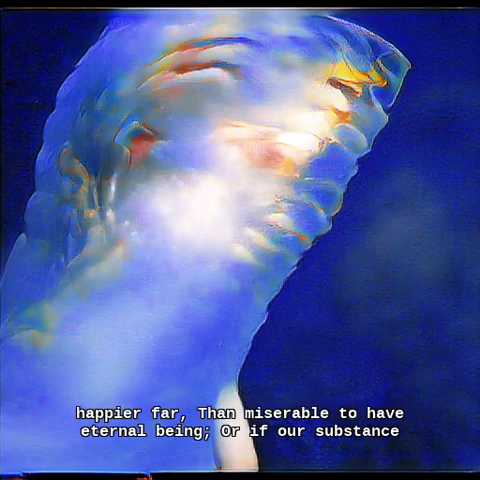 happier far, Than miserable to have
eternal being; Or if our substance